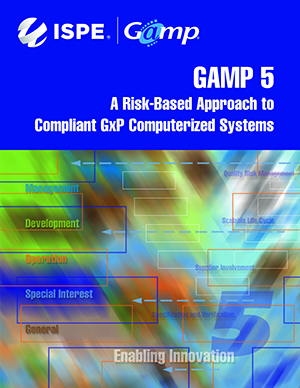 ISPE. Gamp
GAMP 5
A Risk-Based Approach to
Compliant GxP Computerized Systems
Quality Risk Management
Management
Development
Scalable Life Cycle
Operation
Supplier Involvement
Special Interest
Specification and Verification
General
5
Enabling Innovation